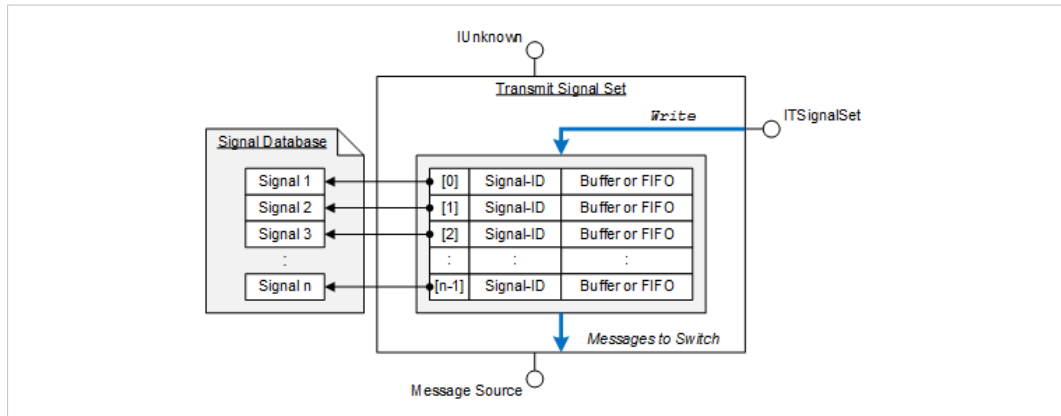 IUnknown
Transmit Signal Set
Write
ITSignalSet
Signal Database
Signal 1
[0] Signal-ID Buffer or FIFO
Signal 2
[1] Signal-ID Buffer or FIFO
Signal 3
[2] Signal-ID Buffer or FIFO
:
: : :
Signal n
[n-1] Signal-ID Buffer or FIFO
Messages to Switch
Message Source